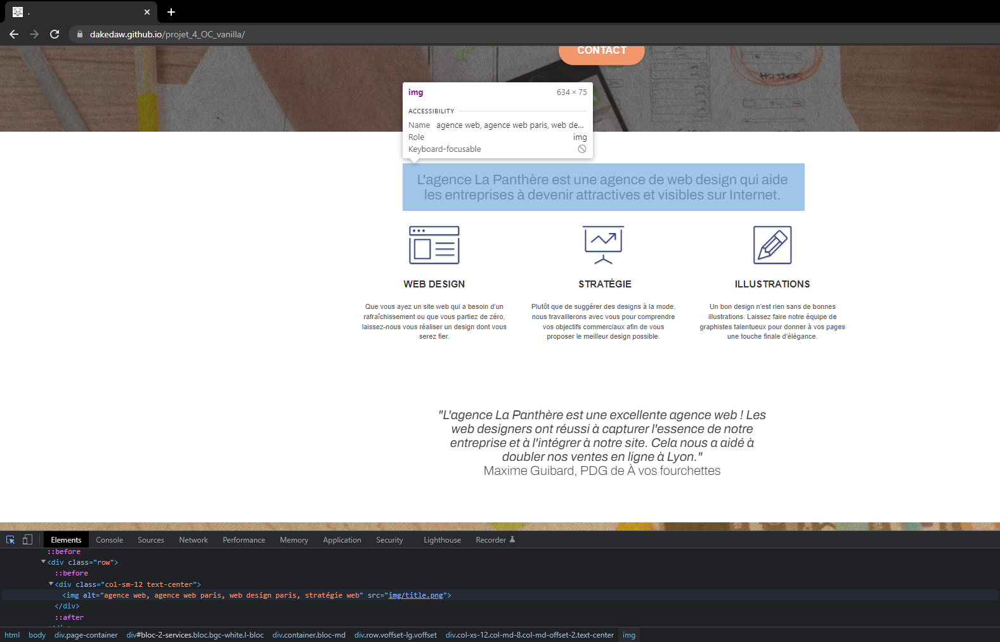 .
dakedaw.github.io/projet_4_OC_vanilla/
CONTACT
img 634 × 75
ACCESSIBILITY
Name agence web, agence web paris, web de...
Role img
Keyboard-focusable
L'agence La Panthère est une agence de web design qui aide
les entreprises à devenir attractives et visibles sur Internet.
WEB DESIGN
Que vous ayez un site web qui a besoin d'un
rafraîchissement ou que vous partiez de zéro,
laissez-nous vous réaliser un design dont vous
serez fier.
STRATÉGIE
Plutôt que de suggérer des designs à la mode,
nous travaillerons avec vous pour comprendre
vos objectifs commerciaux afin de vous
proposer le meilleur design possible.
ILLUSTRATIONS
Un bon design n'est rien sans de bonnes
illustrations. Laissez faire notre équipe de
graphistes talentueux pour donner à vos pages
une touche finale d'élégance.
"L'agence La Panthère est une excellente agence web ! Les
web designers ont réussi à capturer l'essence de notre
entreprise et à l'intégrer à notre site. Cela nous a aidé à
doubler nos ventes en ligne à Lyon."
Maxime Guibard, PDG de À vos fourchettes
Elements Console Sources Network Performance Memory Application Security Lighthouse Recorder
::before
<div class="row">
::before
<div class="col-sm-12 text-center">
<img alt="agence web, agence web paris, web design paris, stratégie web" src="img/title.png">
</div>
::after
html body div.page-container div#bloc-2-services.bloc.bgc-white.l-bloc div.container.bloc-md div.row.voffset-lg.voffset div.col-xs-12.col-md-8.col-md-offset-2.text-center img